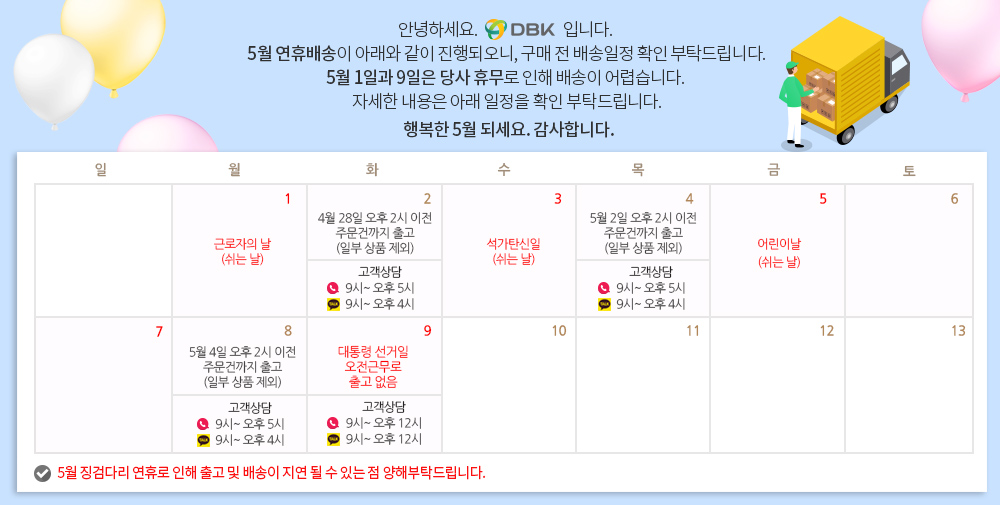 안녕하세요. DBK 입니다.
5월 연휴배송이 아래와 같이 진행되오니, 구매 전 배송일정 확인 부탁드립니다.
5월 1일과 9일은 당사 휴무로 인해 배송이 어렵습니다.
자세한 내용은 아래 일정을 확인 부탁드립니다.
행복한 5월 되세요. 감사합니다.
일 월 화 수 목 금 토
1
근로자의 날
(쉬는 날)
2
4월 28일 오후 2시 이전
주문건까지 출고
(일부 상품 제외)
고객상담
9시~ 오후 5시
TALK 9시~ 오후 4시
3
석가탄신일
(쉬는 날)
4
5월 2일 오후 2시 이전
주문건까지 출고
(일부 상품 제외)
고객상담
9시~ 오후 5시
TALK 9시~ 오후 4시
5
어린이날
(쉬는 날)
6
7
8
5월 4일 오후 2시 이전
주문건까지 출고
(일부 상품 제외)
고객상담
9시~ 오후 5시
TALK 9시~ 오후 4시
9
대통령 선거일
오전근무로
출고 없음
고객상담
9시~ 오후 12시
TALK 9시~ 오후 12시
10
11
12
13
5월 징검다리 연휴로 인해 출고 및 배송이 지연 될 수 있는 점 양해부탁드립니다.